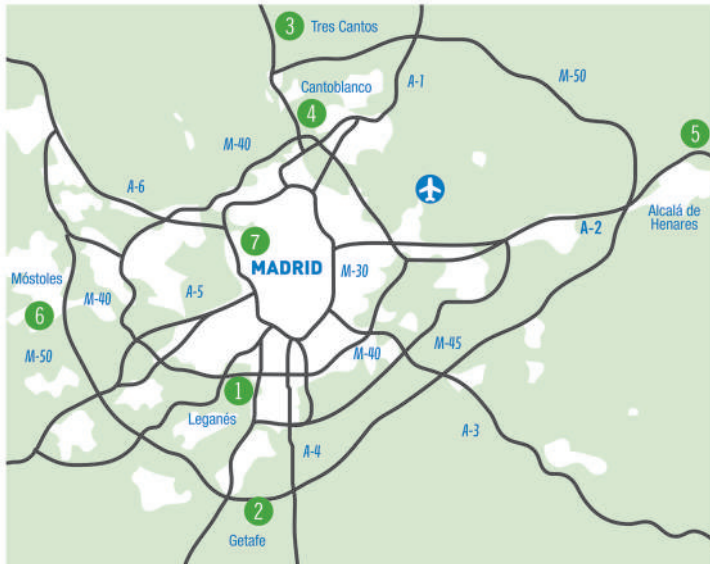 3 Tres Cantos
M-50
A-1
Cantoblanco
4
5
M-40
A-6
Alcalá de
Henares
A-2
7
MADRID
M-30
Móstoles
6
M-40
A-5
M-50
M-40
M-45
1
Leganés
A-3
A-4
2
Getafe